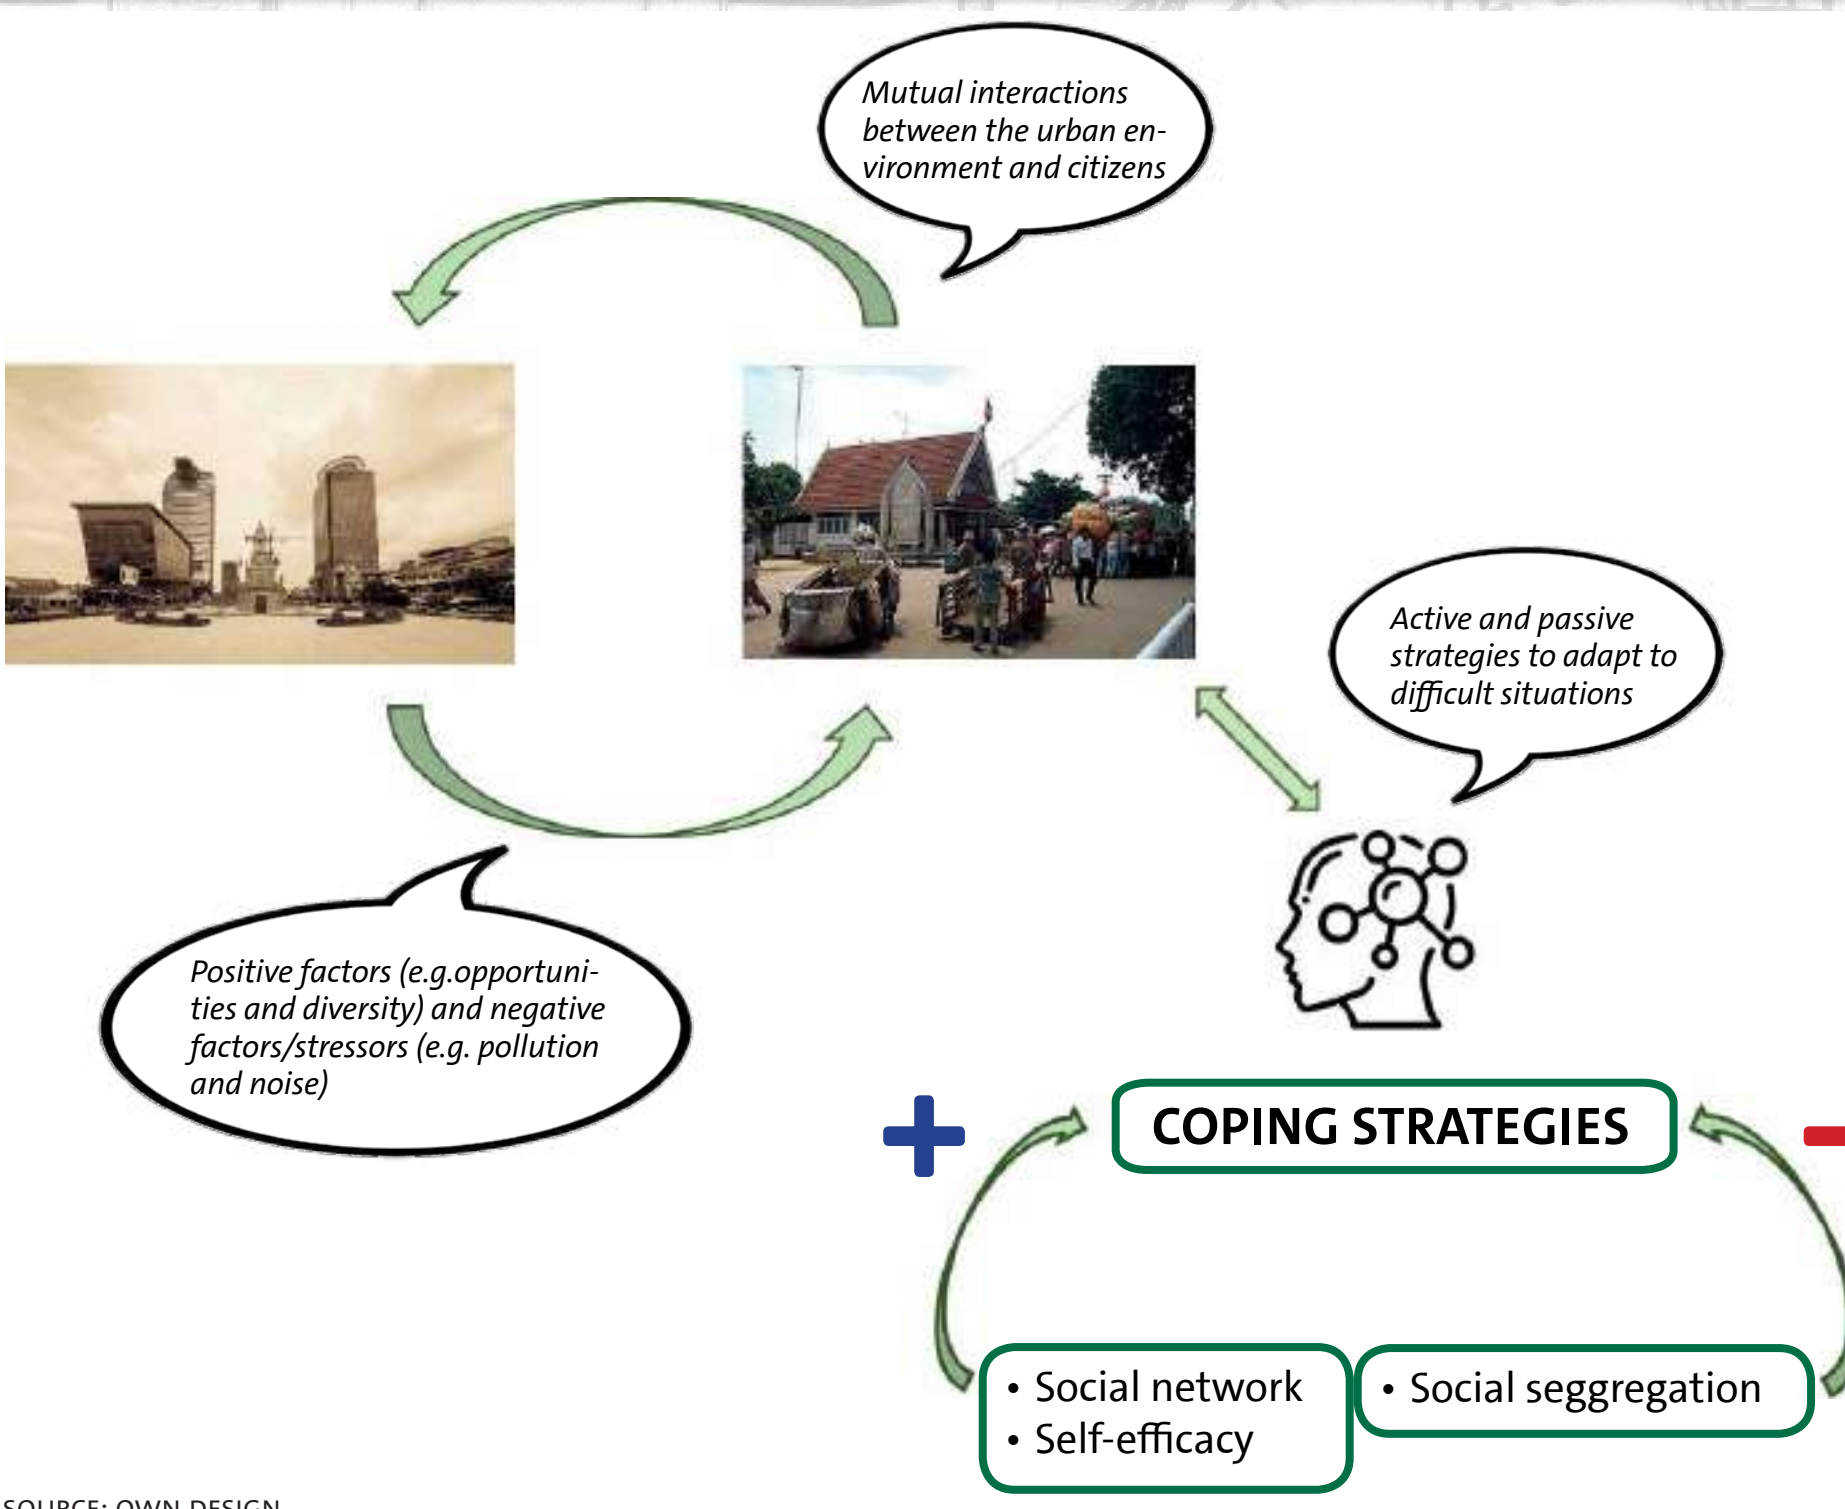 Mutual interactions
between the urban en-
vironment and citizens
Active and passive
strategies to adapt to
difficult situations
Positive factors (e.g.opportuni-
ties and diversity) and negative
factors/stressors (e.g. pollution
and noise)
+
COPING STRATEGIES
-
• Social network
• Self-efficacy
• Social seggregation
SOURCE: OWN DESIGN